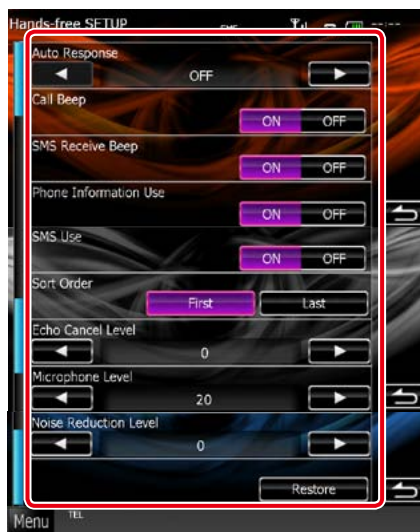 Hands-free SETUP
SMS
Auto Response
OFF
Call Beep
ON OFF
SMS Receive Beep
ON OFF
Phone Information Use
ON OFF
SMS Use
ON OFF
Sort Order
First Last
Echo Cancel Level
0
Microphone Level
20
Noise Reduction Level
0
Restore
Menu TEL